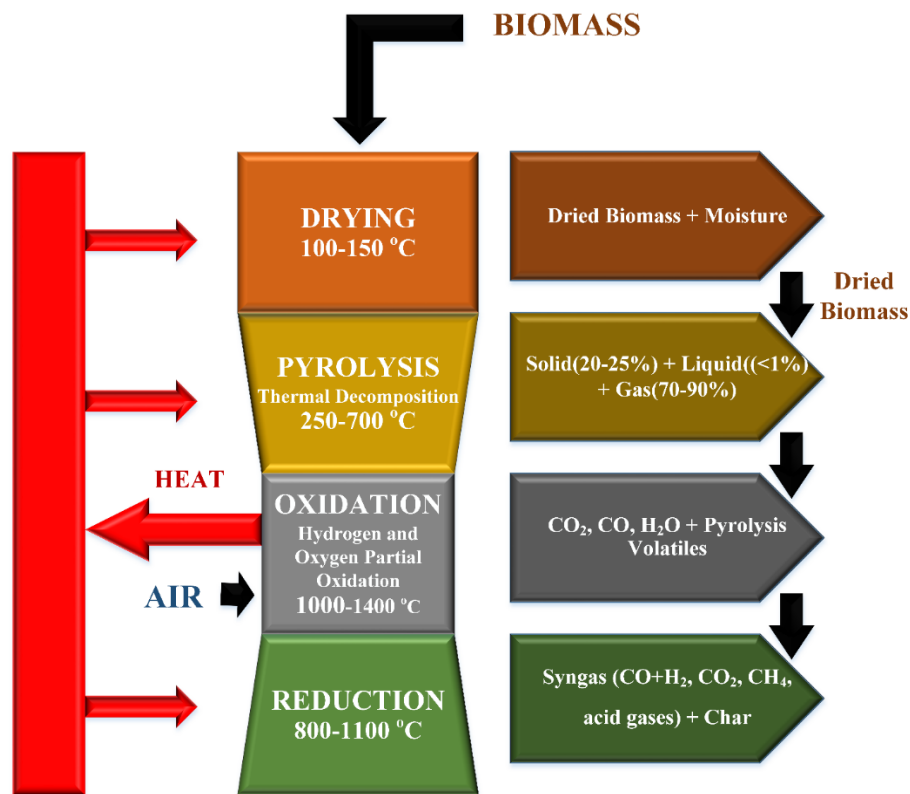 BIOMASS
DRYING
100-150 °C
Dried Biomass + Moisture
Dried
Biomass
PYROLYSIS
Thermal Decomposition
250-700 °C
Solid(20-25%) + Liquid((<1%)
+ Gas(70-90%)
HEAT
OXIDATION
Hydrogen and
Oxygen Partial
Oxidation
1000-1400 °C
AIR
CO₂, CO, H₂O + Pyrolysis
Volatiles
REDUCTION
800-1100 °C
Syngas (CO+H₂, CO₂, CH₄,
acid gases) + Char